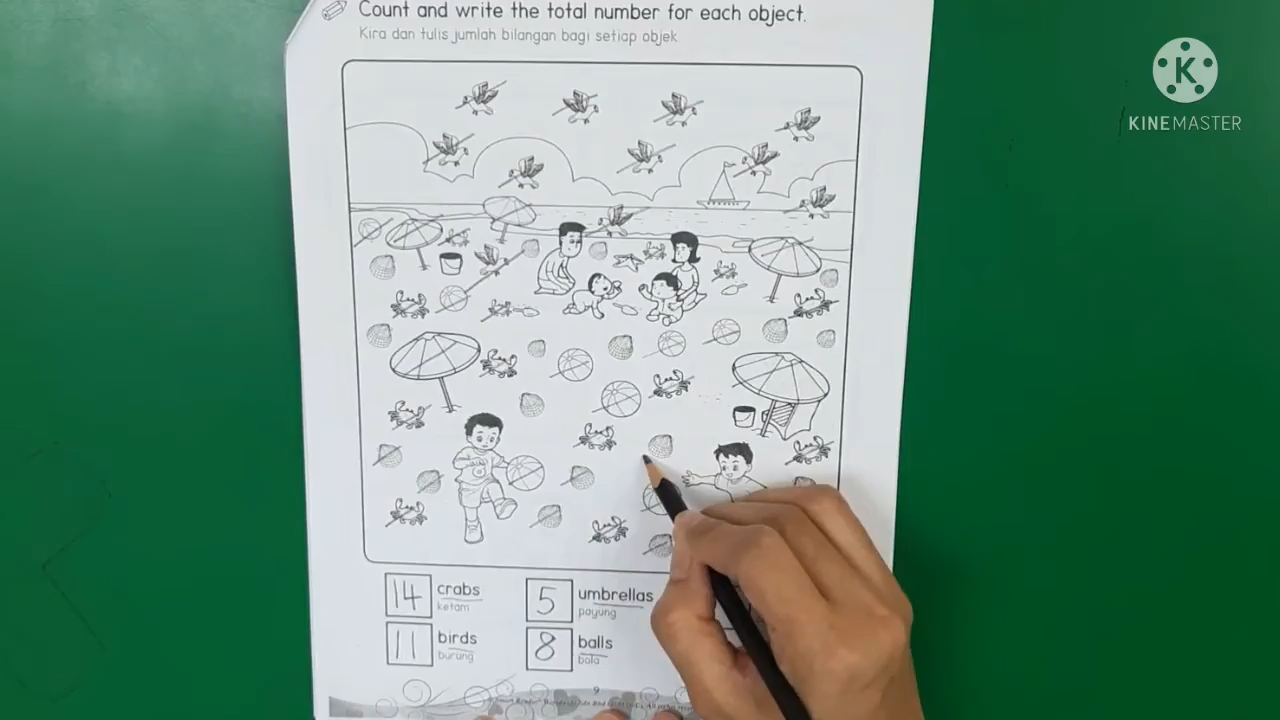 Count and write the total number for each object.
Kira dan tulis jumlah bilangan bagi setiap objek.
K
KINEMASTER
14 crabs
ketam
5 umbrellas
payung
11 birds
burung
8 balls
bola
9